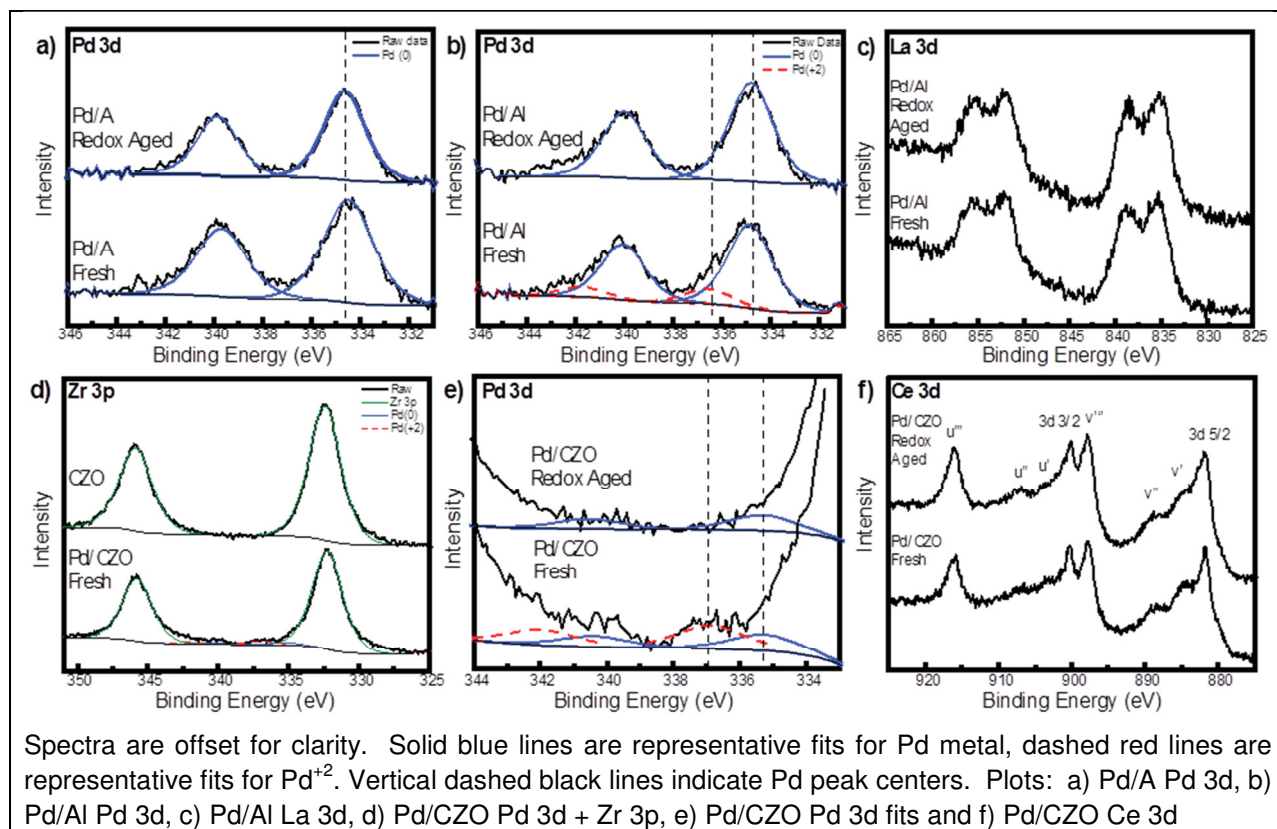 a) Pd 3d
Raw data
Pd (0)
Pd/A
Redox Aged
Pd/A
Fresh
Intensity
346 344 342 340 338 336 334 332
Binding Energy (eV)
b) Pd 3d
Raw Data
Pd (0)
Pd(+2)
Pd/Al
Redox Aged
Pd/Al
Fresh
Intensity
346 344 342 340 338 336 334 332
Binding Energy (eV)
c) La 3d
Pd/Al
Redox
Aged
Pd/Al
Fresh
Intensity
865 860 855 850 845 840 835 830 825
Binding Energy (eV)
d) Zr 3p
Raw
Zr 3p
Pd(0)
Pd(+2)
CZO
Pd/CZO
Fresh
Intensity
350 345 340 335 330 325
Binding Energy (eV)
e) Pd 3d
Pd/CZO
Redox Aged
Pd/CZO
Fresh
Intensity
344 342 340 338 336 334
Binding Energy (eV)
f) Ce 3d
Pd/CZO
Redox
Aged
u''' u'' u' 3d 3/2 v''' v'' v' 3d 5/2
Pd/CZO
Fresh
Intensity
920 910 900 890 880
Binding Energy (eV)
Spectra are offset for clarity. Solid blue lines are representative fits for Pd metal, dashed red lines are
representative fits for Pd⁺². Vertical dashed black lines indicate Pd peak centers. Plots: a) Pd/A Pd 3d, b)
Pd/Al Pd 3d, c) Pd/Al La 3d, d) Pd/CZO Pd 3d + Zr 3p, e) Pd/CZO Pd 3d fits and f) Pd/CZO Ce 3d